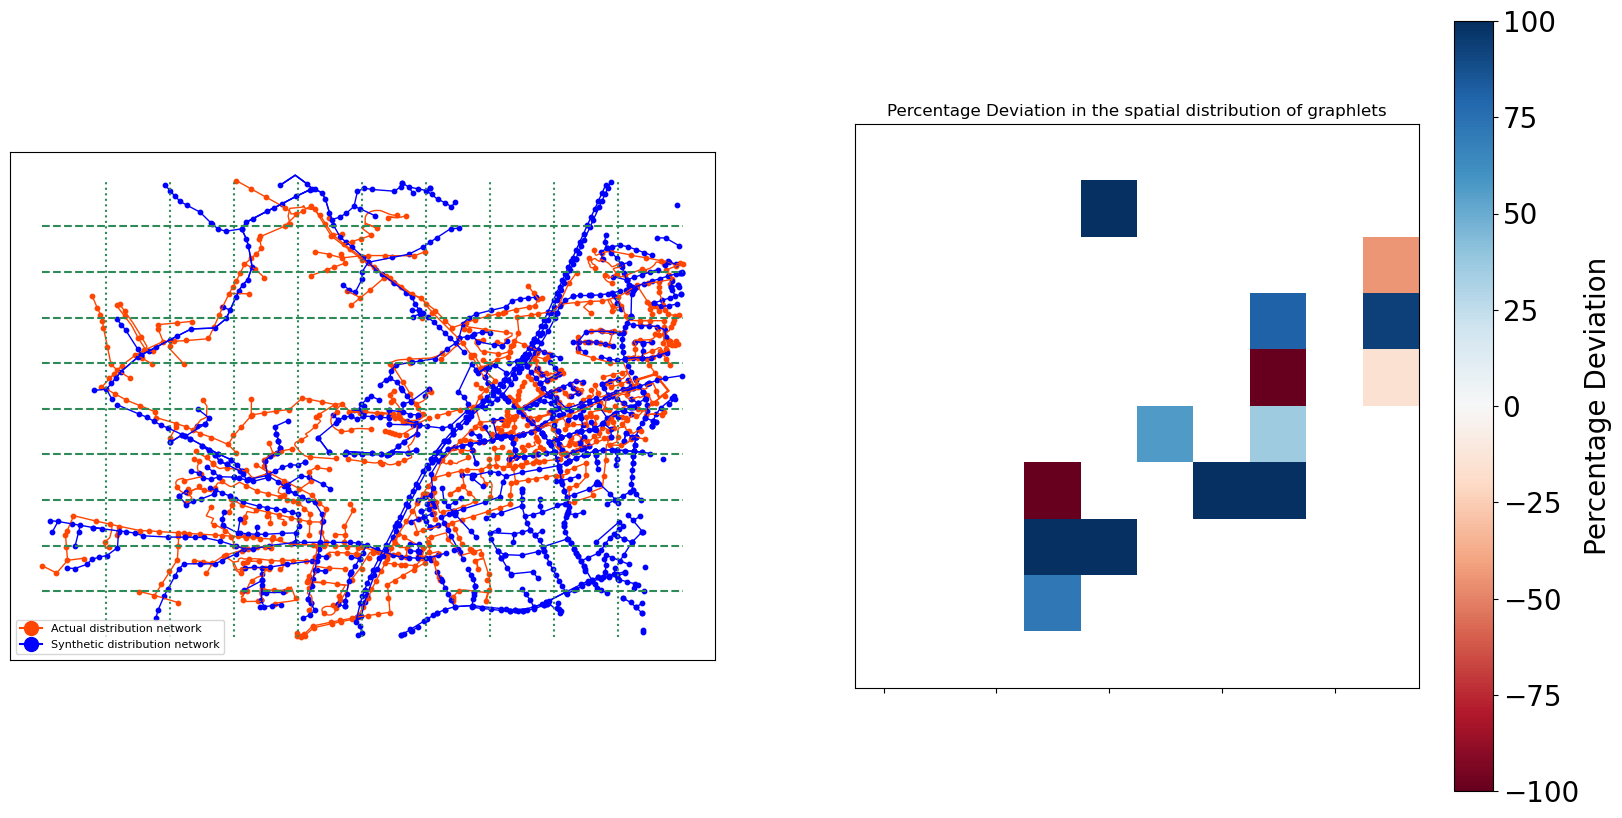 Percentage Deviation in the spatial distribution of graphlets
Actual distribution network
Synthetic distribution network
100
75
50
25
0
−25
−50
−75
−100
Percentage Deviation